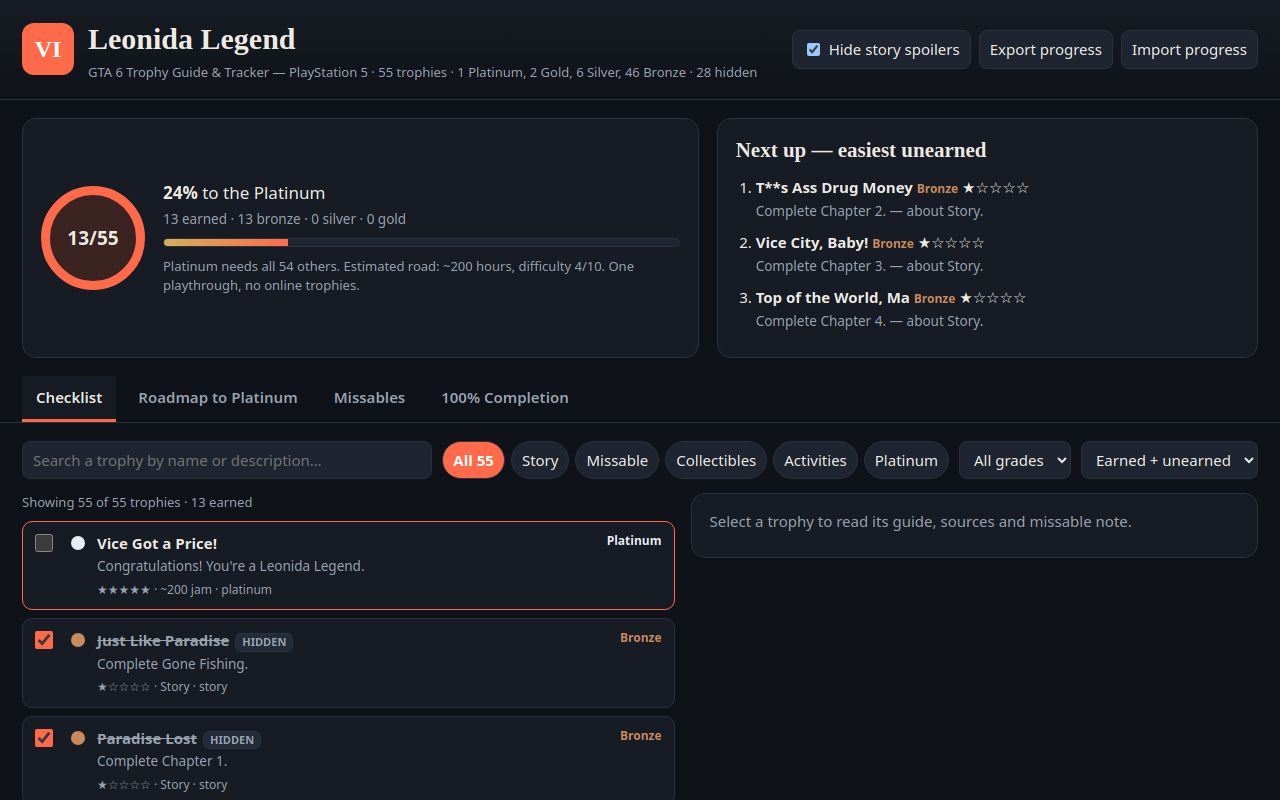 VI
Leonida Legend
GTA 6 Trophy Guide & Tracker — PlayStation 5 · 55 trophies · 1 Platinum, 2 Gold, 6 Silver, 46 Bronze · 28 hidden
Hide story spoilers
Export progress
Import progress
13/55
24% to the Platinum
13 earned · 13 bronze · 0 silver · 0 gold
Platinum needs all 54 others. Estimated road: ~200 hours, difficulty 4/10. One
playthrough, no online trophies.
Next up — easiest unearned
1. T**s Ass Drug Money Bronze ★☆☆☆☆
Complete Chapter 2. — about Story.
2. Vice City, Baby! Bronze ★☆☆☆☆
Complete Chapter 3. — about Story.
3. Top of the World, Ma Bronze ★☆☆☆☆
Complete Chapter 4. — about Story.
Checklist
Roadmap to Platinum
Missables
100% Completion
Search a trophy by name or description...
All 55
Story
Missable
Collectibles
Activities
Platinum
All grades
Earned + unearned
Showing 55 of 55 trophies · 13 earned
Vice Got a Price!
Platinum
Congratulations! You're a Leonida Legend.
★★★★★ · ~200 jam · platinum
Just Like Paradise HIDDEN
Bronze
Complete Gone Fishing.
★☆☆☆☆ · Story · story
Paradise Lost HIDDEN
Bronze
Complete Chapter 1.
★☆☆☆☆ · Story · story
Select a trophy to read its guide, sources and missable note.